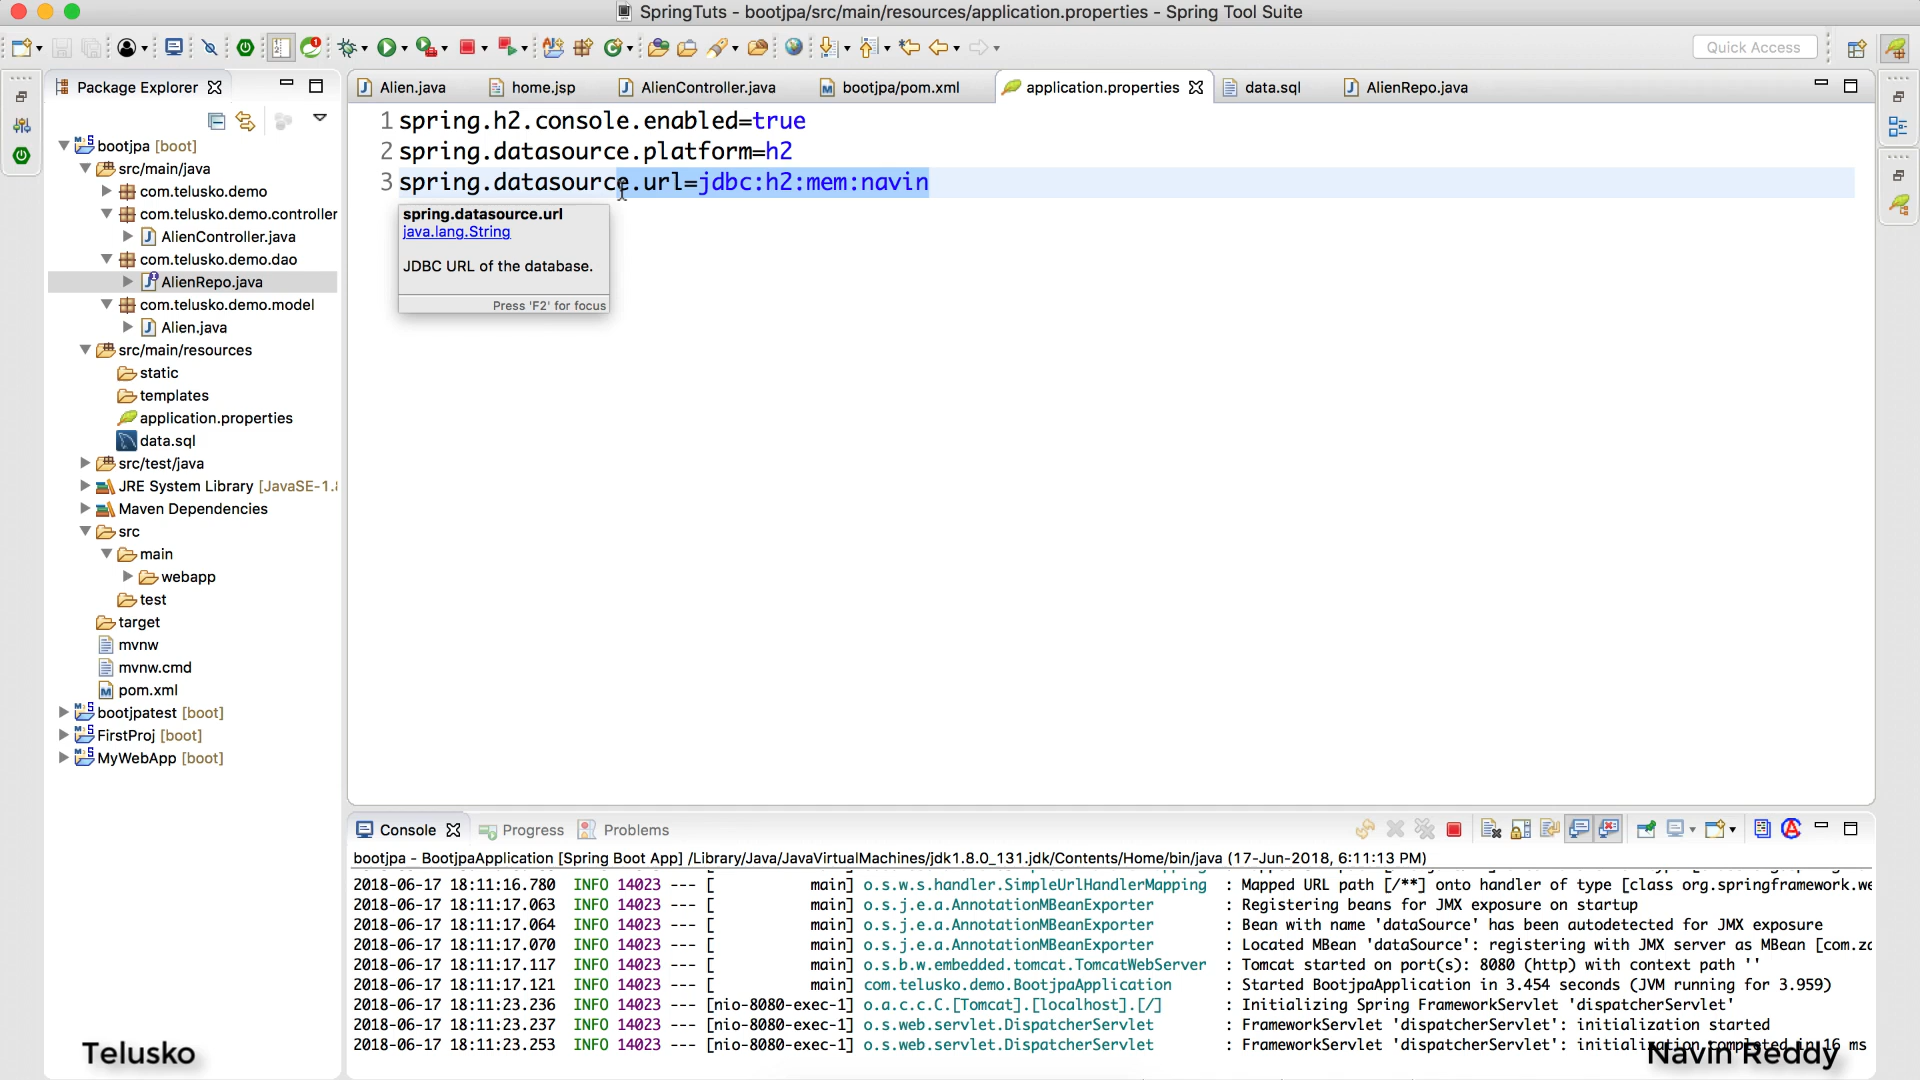 SpringTuts - bootjpa/src/main/resources/application.properties - Spring Tool Suite
Quick Access
Package Explorer
Alien.java
home.jsp
AlienController.java
bootjpa/pom.xml
application.properties
data.sql
AlienRepo.java
bootjpa [boot]
src/main/java
com.telusko.demo
com.telusko.demo.controller
AlienController.java
com.telusko.demo.dao
AlienRepo.java
com.telusko.demo.model
Alien.java
src/main/resources
static
templates
application.properties
data.sql
src/test/java
JRE System Library [JavaSE-1.8
Maven Dependencies
src
main
webapp
test
target
mvnw
mvnw.cmd
pom.xml
bootjpatest [boot]
FirstProj [boot]
MyWebApp [boot]
1 spring.h2.console.enabled=true
2 spring.datasource.platform=h2
3 spring.datasource.url=jdbc:h2:mem:navin
spring.datasource.url
java.lang.String
JDBC URL of the database.
Press 'F2' for focus
Console
Progress
Problems
bootjpa - BootjpaApplication [Spring Boot App] /Library/Java/JavaVirtualMachines/jdk1.8.0_131.jdk/Contents/Home/bin/java (17-Jun-2018, 6:11:13 PM)
2018-06-17 18:11:16.780 INFO 14023 --- [ main] o.s.w.s.handler.SimpleUrlHandlerMapping : Mapped URL path [/**] onto handler of type [class org.springframework.we
2018-06-17 18:11:17.063 INFO 14023 --- [ main] o.s.j.e.a.AnnotationMBeanExporter : Registering beans for JMX exposure on startup
2018-06-17 18:11:17.064 INFO 14023 --- [ main] o.s.j.e.a.AnnotationMBeanExporter : Bean with name 'dataSource' has been autodetected for JMX exposure
2018-06-17 18:11:17.070 INFO 14023 --- [ main] o.s.j.e.a.AnnotationMBeanExporter : Located MBean 'dataSource': registering with JMX server as MBean [com.za
2018-06-17 18:11:17.117 INFO 14023 --- [ main] o.s.b.w.embedded.tomcat.TomcatWebServer : Tomcat started on port(s): 8080 (http) with context path ''
2018-06-17 18:11:17.121 INFO 14023 --- [ main] com.telusko.demo.BootjpaApplication : Started BootjpaApplication in 3.454 seconds (JVM running for 3.959)
2018-06-17 18:11:23.236 INFO 14023 --- [nio-8080-exec-1] o.a.c.c.C.[Tomcat].[localhost].[/] : Initializing Spring FrameworkServlet 'dispatcherServlet'
2018-06-17 18:11:23.237 INFO 14023 --- [nio-8080-exec-1] o.s.web.servlet.DispatcherServlet : FrameworkServlet 'dispatcherServlet': initialization started
2018-06-17 18:11:23.253 INFO 14023 --- [nio-8080-exec-1] o.s.web.servlet.DispatcherServlet : FrameworkServlet 'dispatcherServlet': initialization completed in 16 ms
Telusko
Navin Reddy